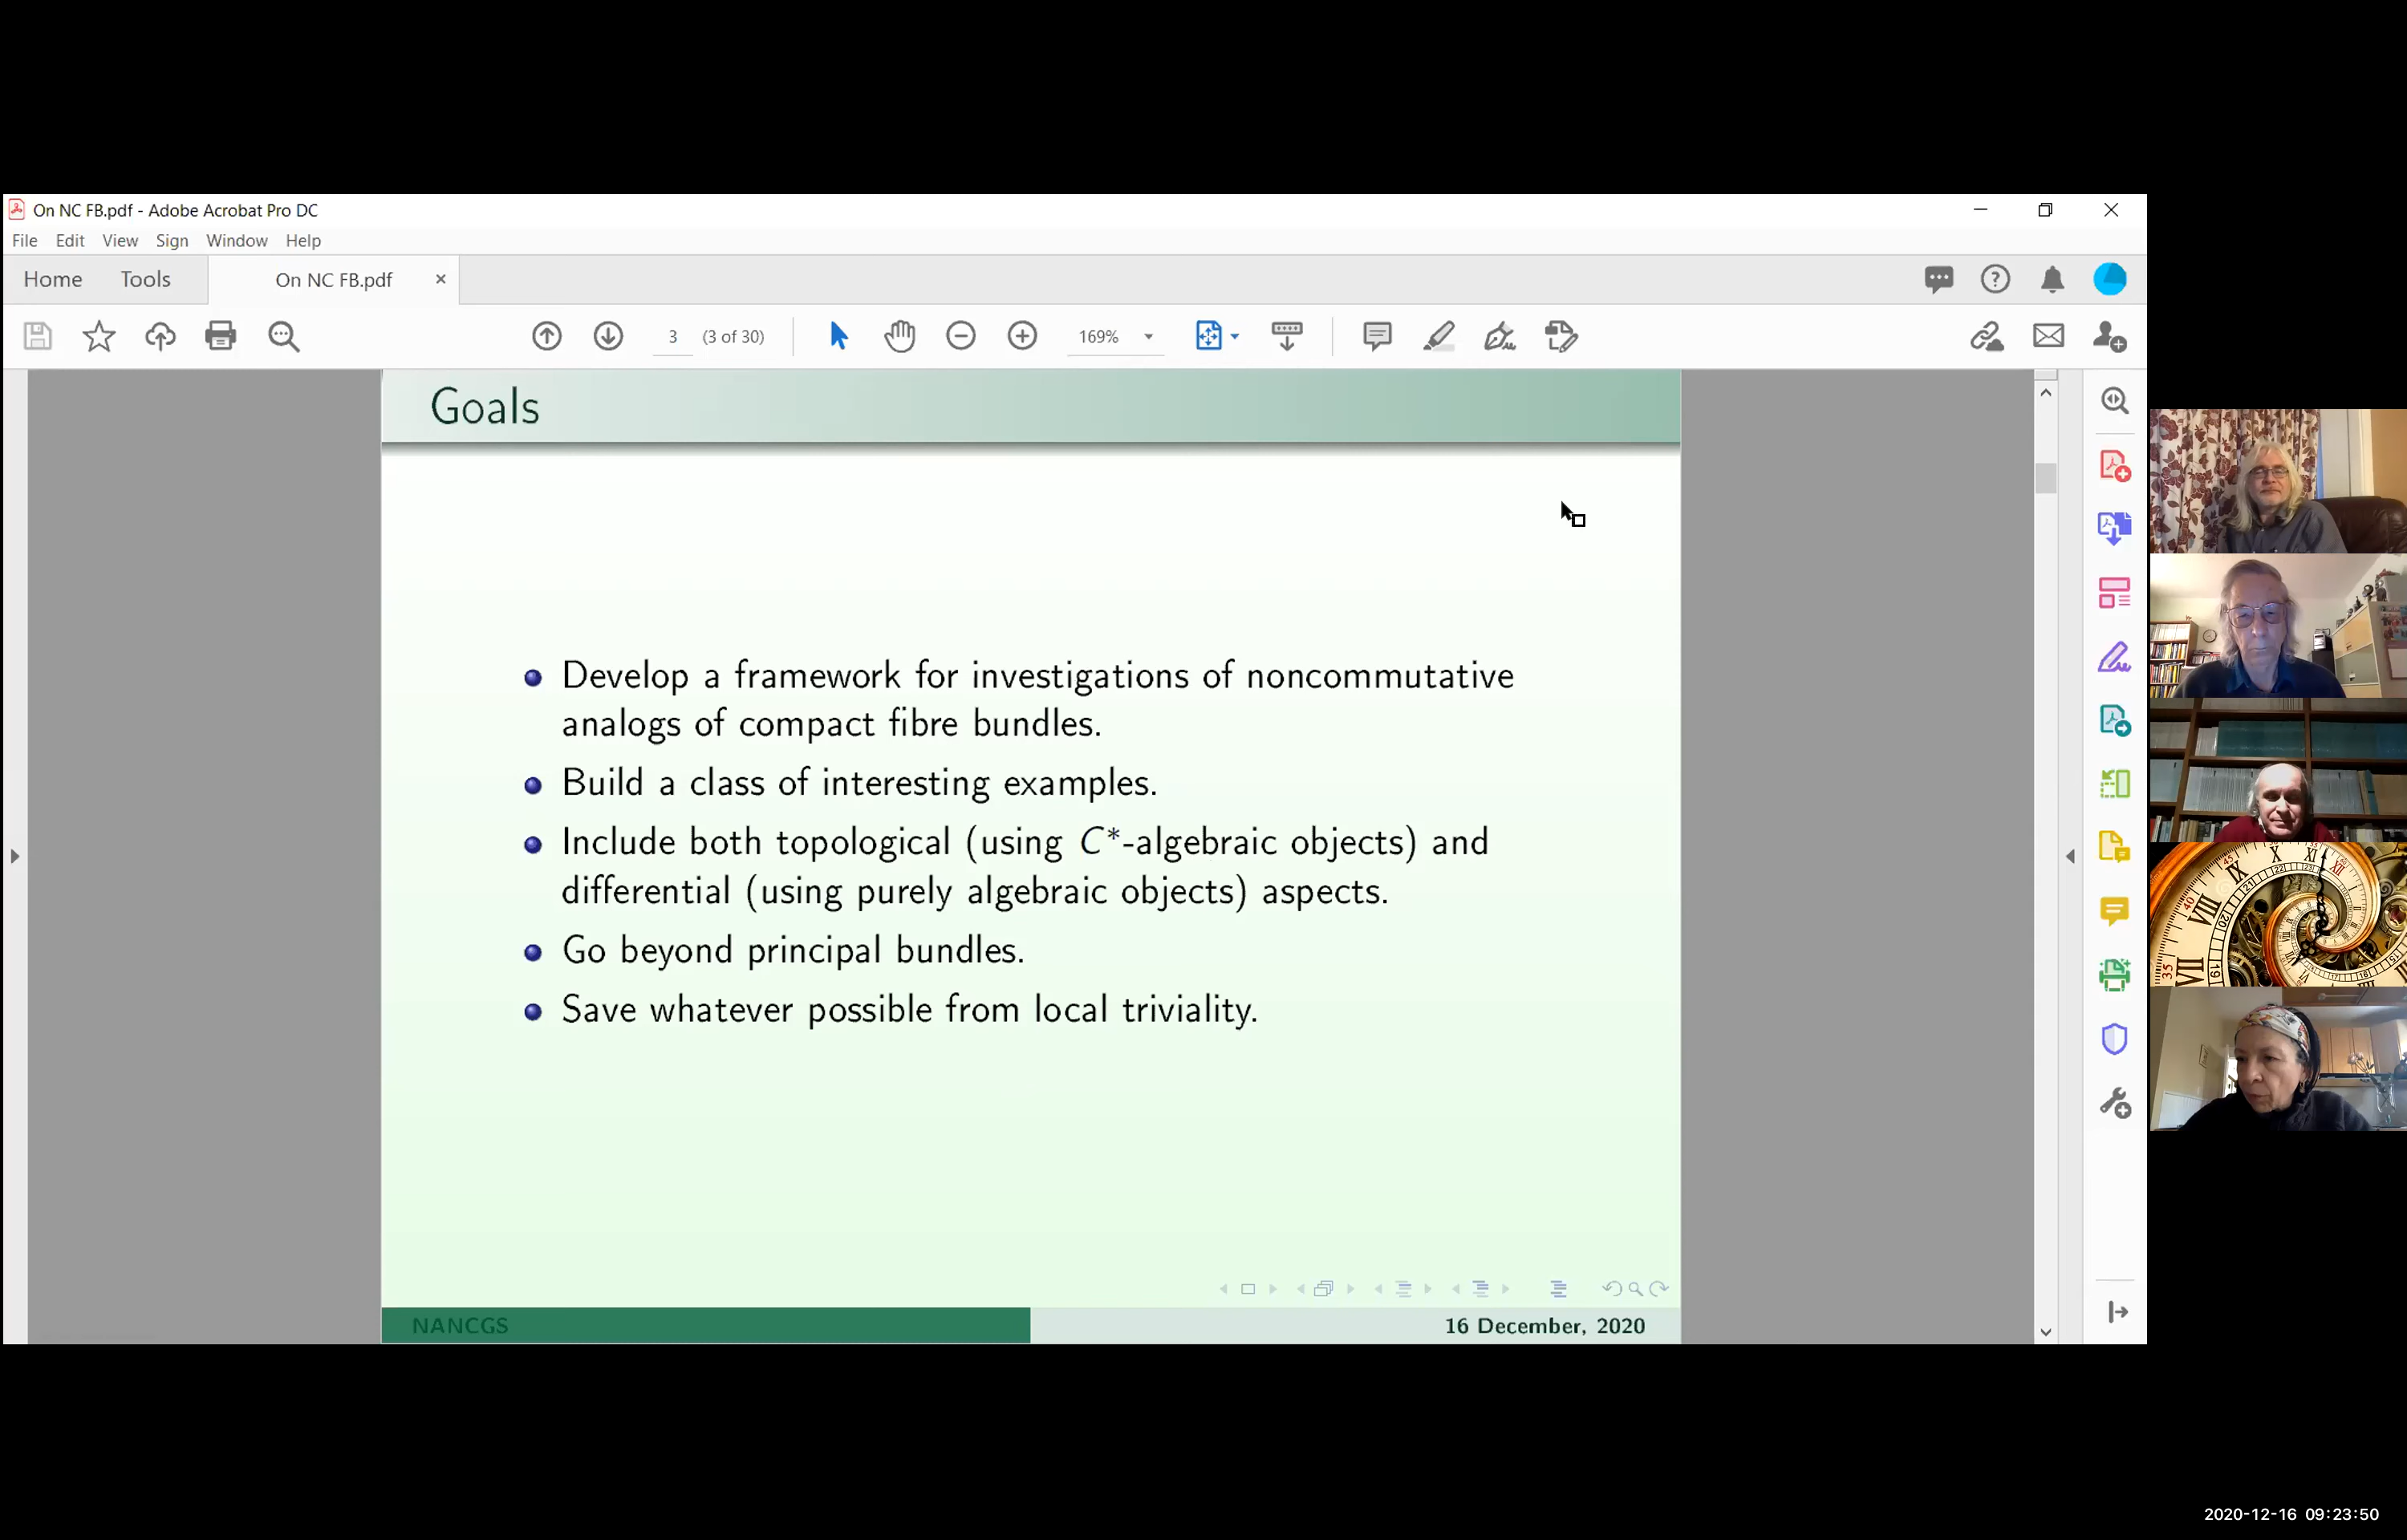 On NC FB.pdf - Adobe Acrobat Pro DC
File Edit View Sign Window Help
Home Tools On NC FB.pdf ×
3 (3 of 30) 169%
Goals
Develop a framework for investigations of noncommutative
analogs of compact fibre bundles.
Build a class of interesting examples.
Include both topological (using C*-algebraic objects) and
differential (using purely algebraic objects) aspects.
Go beyond principal bundles.
Save whatever possible from local triviality.
NANCGS 16 December, 2020
2020-12-16 09:23:50